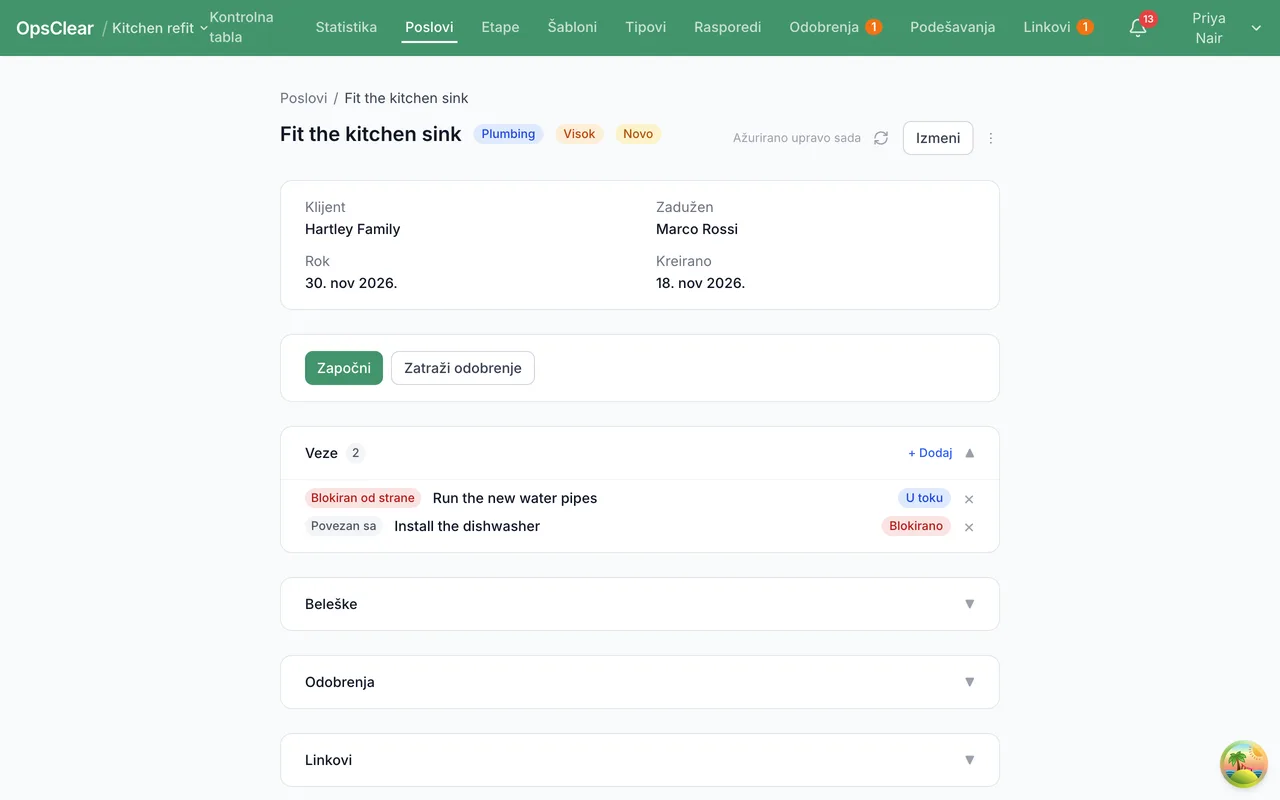 OpsClear / Kitchen refit
Kontrolna tabla
Statistika
Poslovi
Etape
Šabloni
Tipovi
Rasporedi
Odobrenja 1
Podešavanja
Linkovi 1
13
Priya Nair
Poslovi / Fit the kitchen sink
Fit the kitchen sink Plumbing Visok Novo
Ažurirano upravo sada
Izmeni
Klijent
Hartley Family
Zadužen
Marco Rossi
Rok
30. nov 2026.
Kreirano
18. nov 2026.
Započni
Zatraži odobrenje
Veze 2
+ Dodaj
Blokiran od strane Run the new water pipes U toku
Povezan sa Install the dishwasher Blokirano
Beleške
Odobrenja
Linkovi